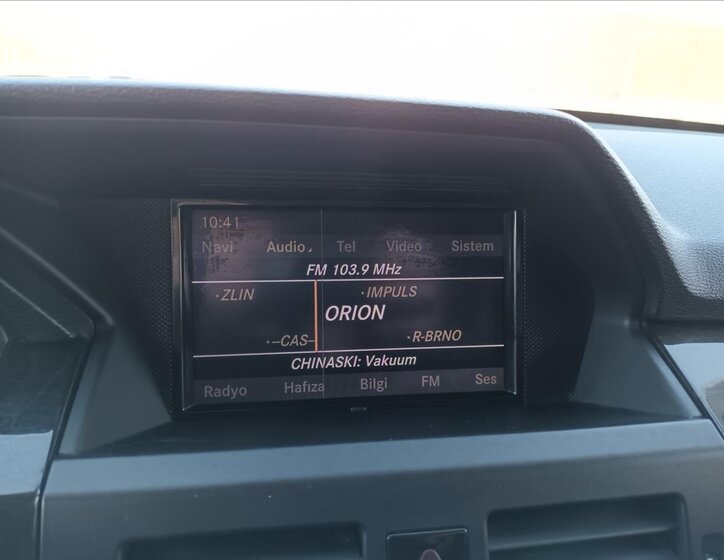 10:41
Navi Audio Tel Video Sistem
FM 103.9 MHz
·ZLIN ·IMPULS
ORION
·–CAS– ·R-BRNO
CHINASKI: Vakuum
Radyo Hafıza Bilgi FM Ses